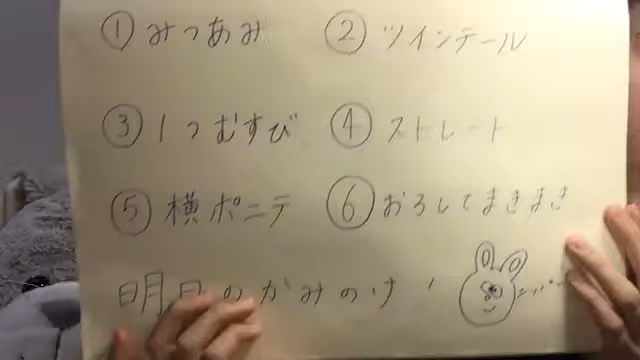 ① みつあみ ② ツインテール
③ 1つむすび ④ ストレート
⑤ 横ポニテ ⑥ おろしてまきまき
明日のかみのけ！